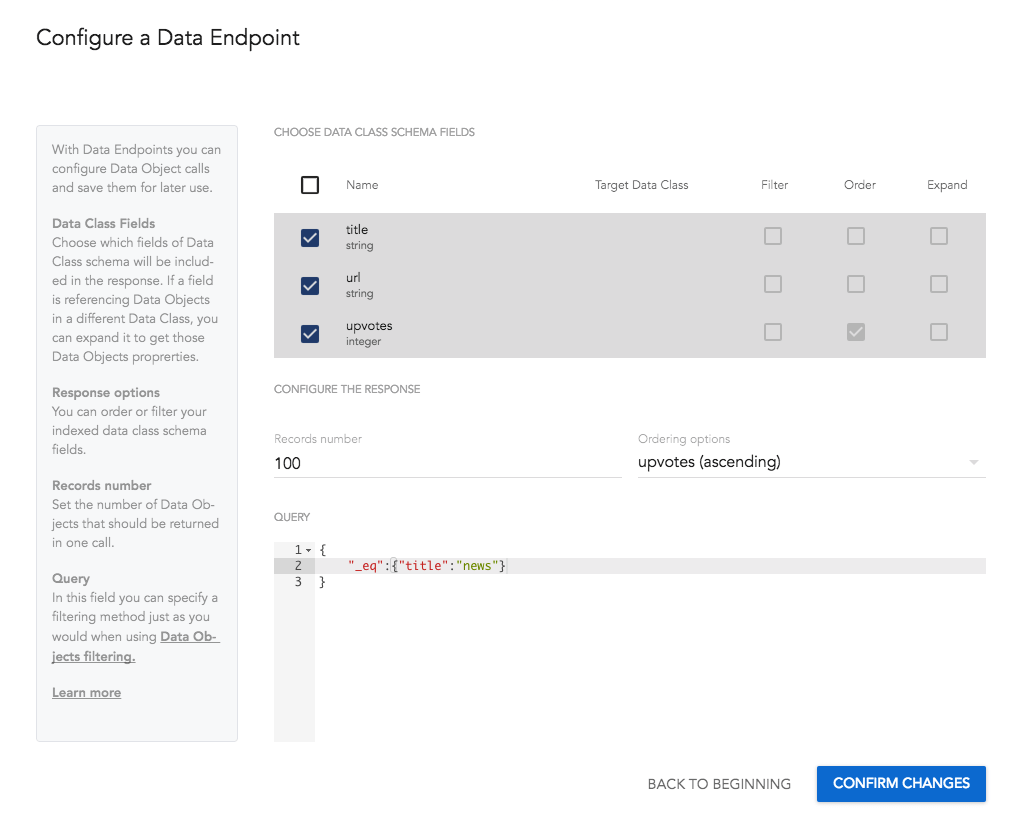 Configure a Data Endpoint
With Data Endpoints you can
configure Data Object calls
and save them for later use.
Data Class Fields
Choose which fields of Data
Class schema will be includ-
ed in the response. If a field
is referencing Data Objects
in a different Data Class, you
can expand it to get those
Data Objects proprerties.
Response options
You can order or filter your
indexed data class schema
fields.
Records number
Set the number of Data Ob-
jects that should be returned
in one call.
Query
In this field you can specify a
filtering method just as you
would when using Data Ob-
jects filtering.
Learn more
CHOOSE DATA CLASS SCHEMA FIELDS
Name Target Data Class Filter Order Expand
title
string
url
string
upvotes
integer
CONFIGURE THE RESPONSE
Records number
100
Ordering options
upvotes (ascending)
QUERY
1 {
2 "_eq":{"title":"news"}
3 }
BACK TO BEGINNING
CONFIRM CHANGES